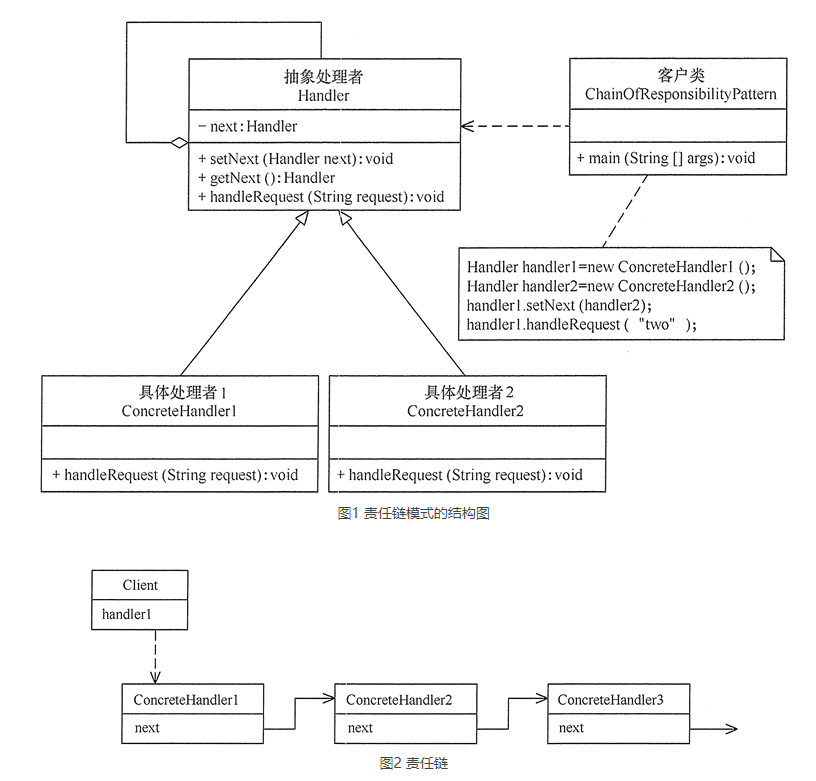 抽象处理者
Handler
- next:Handler
+ setNext (Handler next):void
+ getNext ():Handler
+ handleRequest (String request):void
客户类
ChainOfResponsibilityPattern
+ main (String [] args):void
Handler handler1=new ConcreteHandler1 ();
Handler handler2=new ConcreteHandler2 ();
handler1.setNext (handler2);
handler1.handleRequest ( "two" );
具体处理者1
ConcreteHandler1
+ handleRequest (String request):void
具体处理者2
ConcreteHandler2
+ handleRequest (String request):void
图1 责任链模式的结构图
Client
handler1
ConcreteHandler1
next
ConcreteHandler2
next
ConcreteHandler3
next
图2 责任链